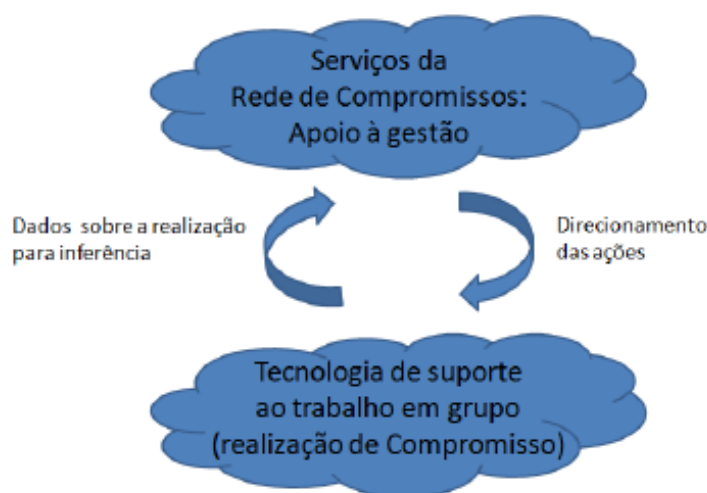 Serviços da
Rede de Compromissos:
Apoio à gestão
Dados sobre a realização
para inferência
Direcionamento
das ações
Tecnologia de suporte
ao trabalho em grupo
(realização de Compromisso)